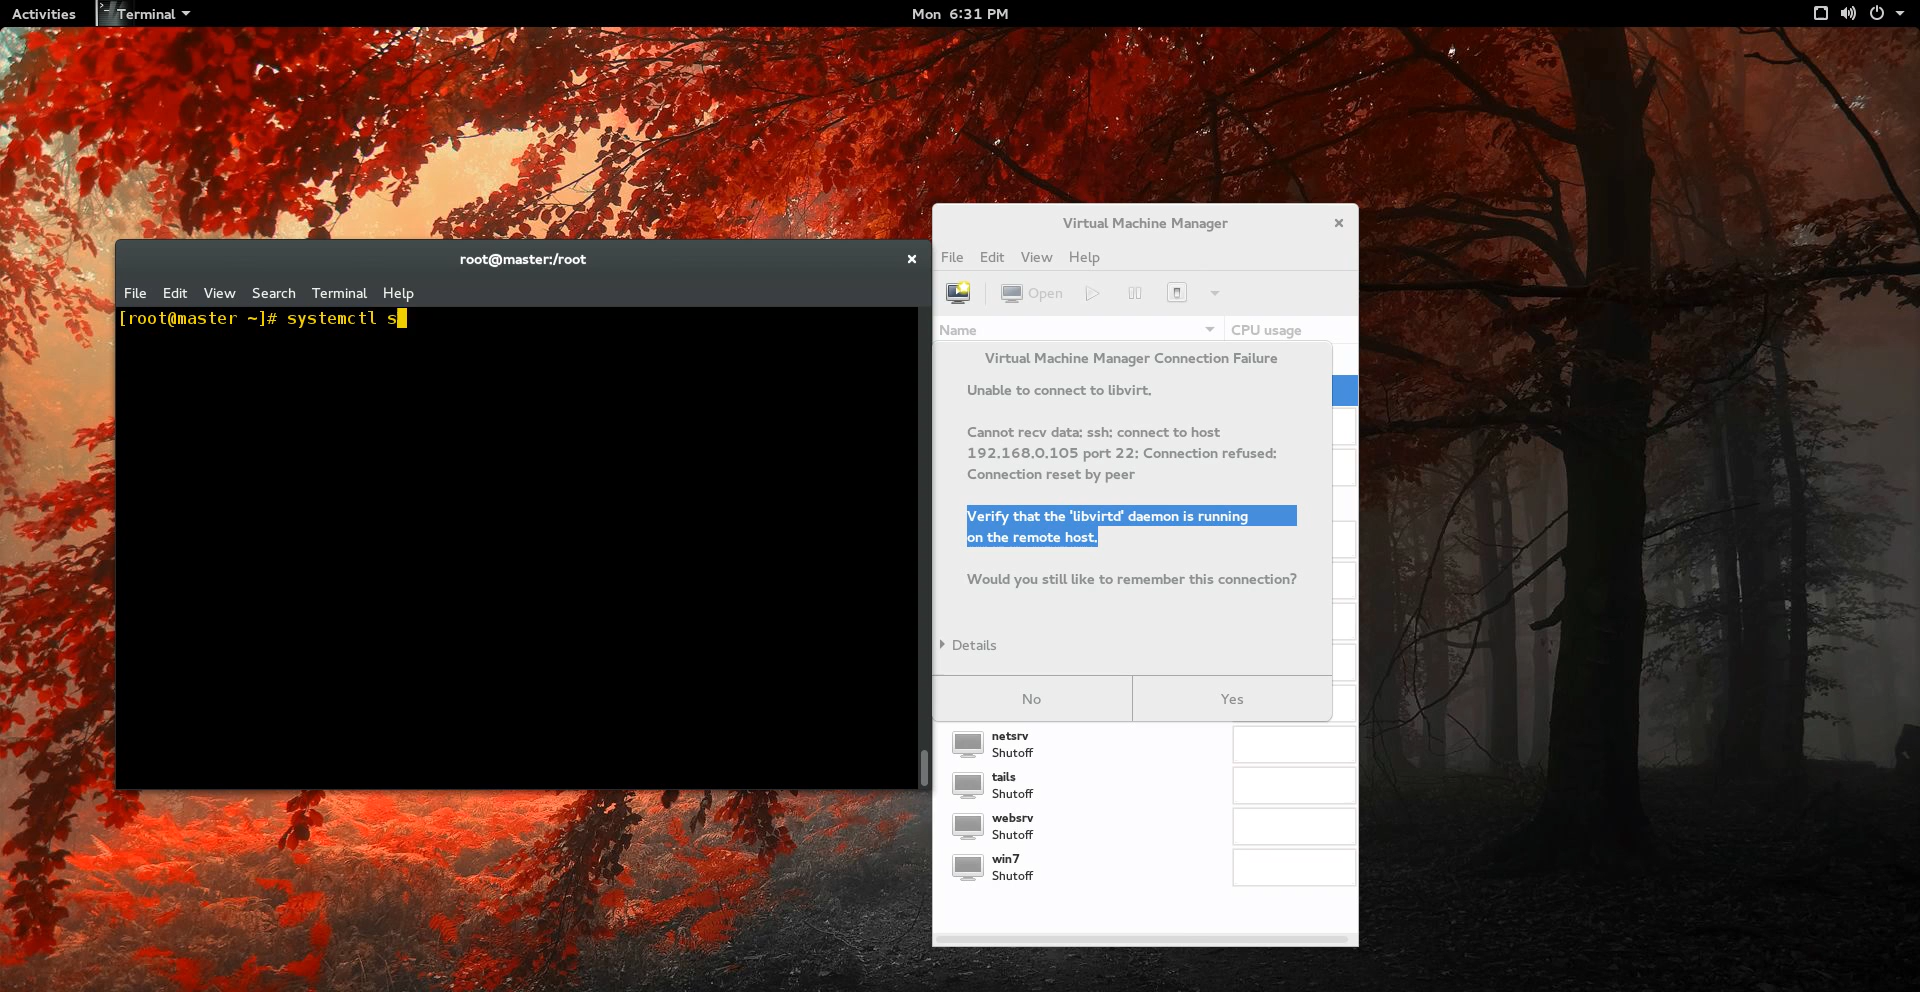 Activities
Terminal
Mon 6:31 PM
root@master:/root
File Edit View Search Terminal Help
[root@master ~]# systemctl s
Virtual Machine Manager
File Edit View Help
Open
Name CPU usage
Virtual Machine Manager Connection Failure
Unable to connect to libvirt.
Cannot recv data: ssh: connect to host
192.168.0.105 port 22: Connection refused:
Connection reset by peer
Verify that the 'libvirtd' daemon is running
on the remote host.
Would you still like to remember this connection?
Details
No Yes
netsrv
Shutoff
tails
Shutoff
websrv
Shutoff
win7
Shutoff